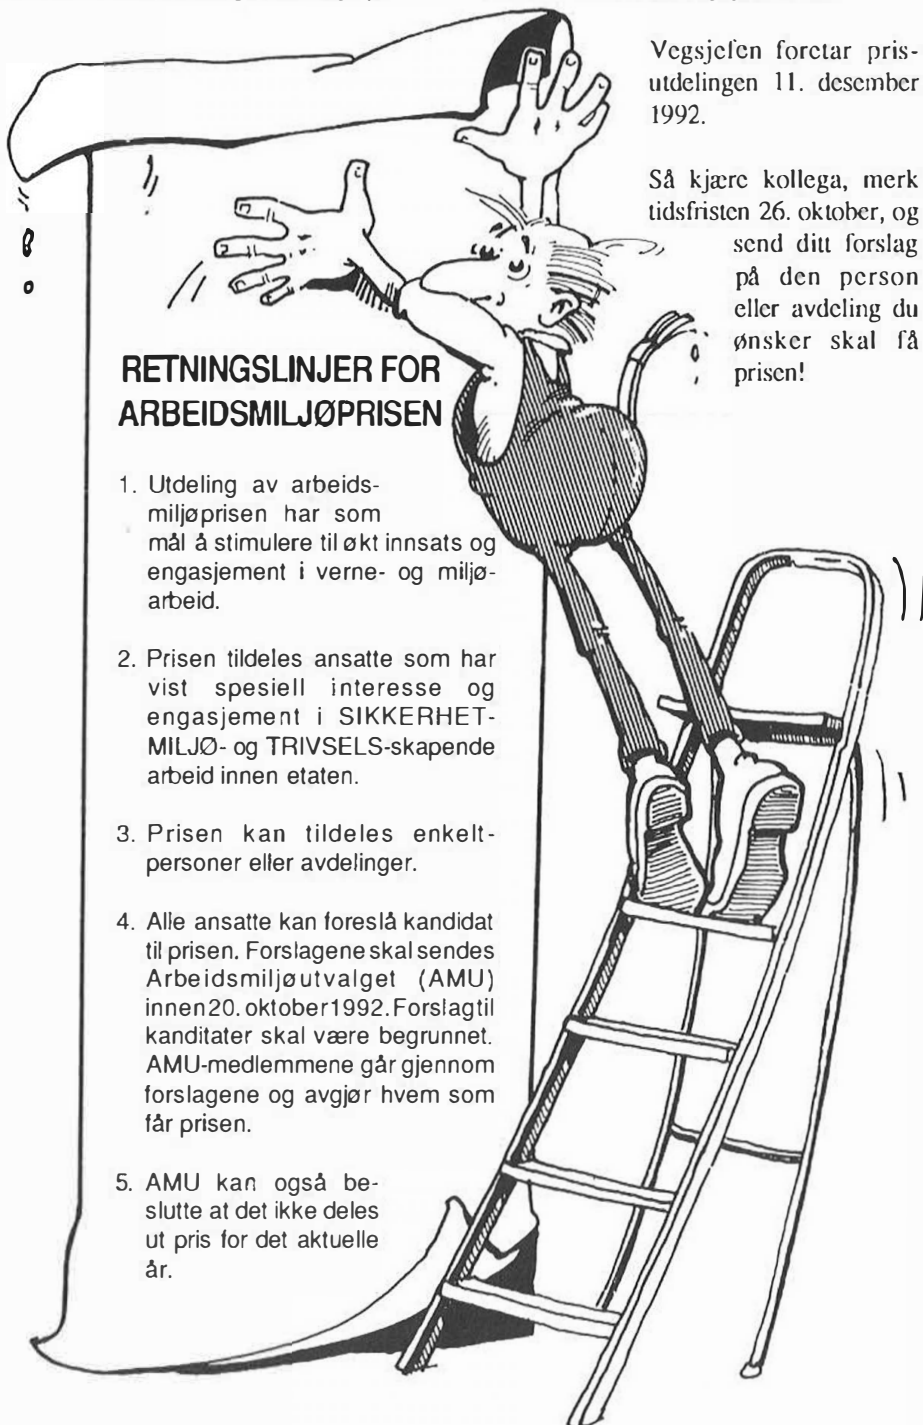 Vegsjefen foretar pris-
utdelingen 11. desember
1992.
Så kjære kollega, merk
tidsfristen 26. oktober, og
send ditt forslag
på den person
eller avdeling du
ønsker skal få
prisen!
RETNINGSLINJER FOR
ARBEIDSMILJØPRISEN
1. Utdeling av arbeids-
miljøprisen har som
mål å stimulere til økt innsats og
engasjement i verne- og miljø-
arbeid.
2. Prisen tildeles ansatte som har
vist spesiell interesse og
engasjement i SIKKERHET-
MILJØ- og TRIVSELS-skapende
arbeid innen etaten.
3. Prisen kan tildeles enkelt-
personer eller avdelinger.
4. Alle ansatte kan foreslå kandidat
til prisen. Forslagene skal sendes
Arbeidsmiljøutvalget (AMU)
innen 20. oktober 1992. Forslag til
kanditater skal være begrunnet.
AMU-medlemmene går gjennom
forslagene og avgjør hvem som
får prisen.
5. AMU kan også be-
slutte at det ikke deles
ut pris for det aktuelle
år.